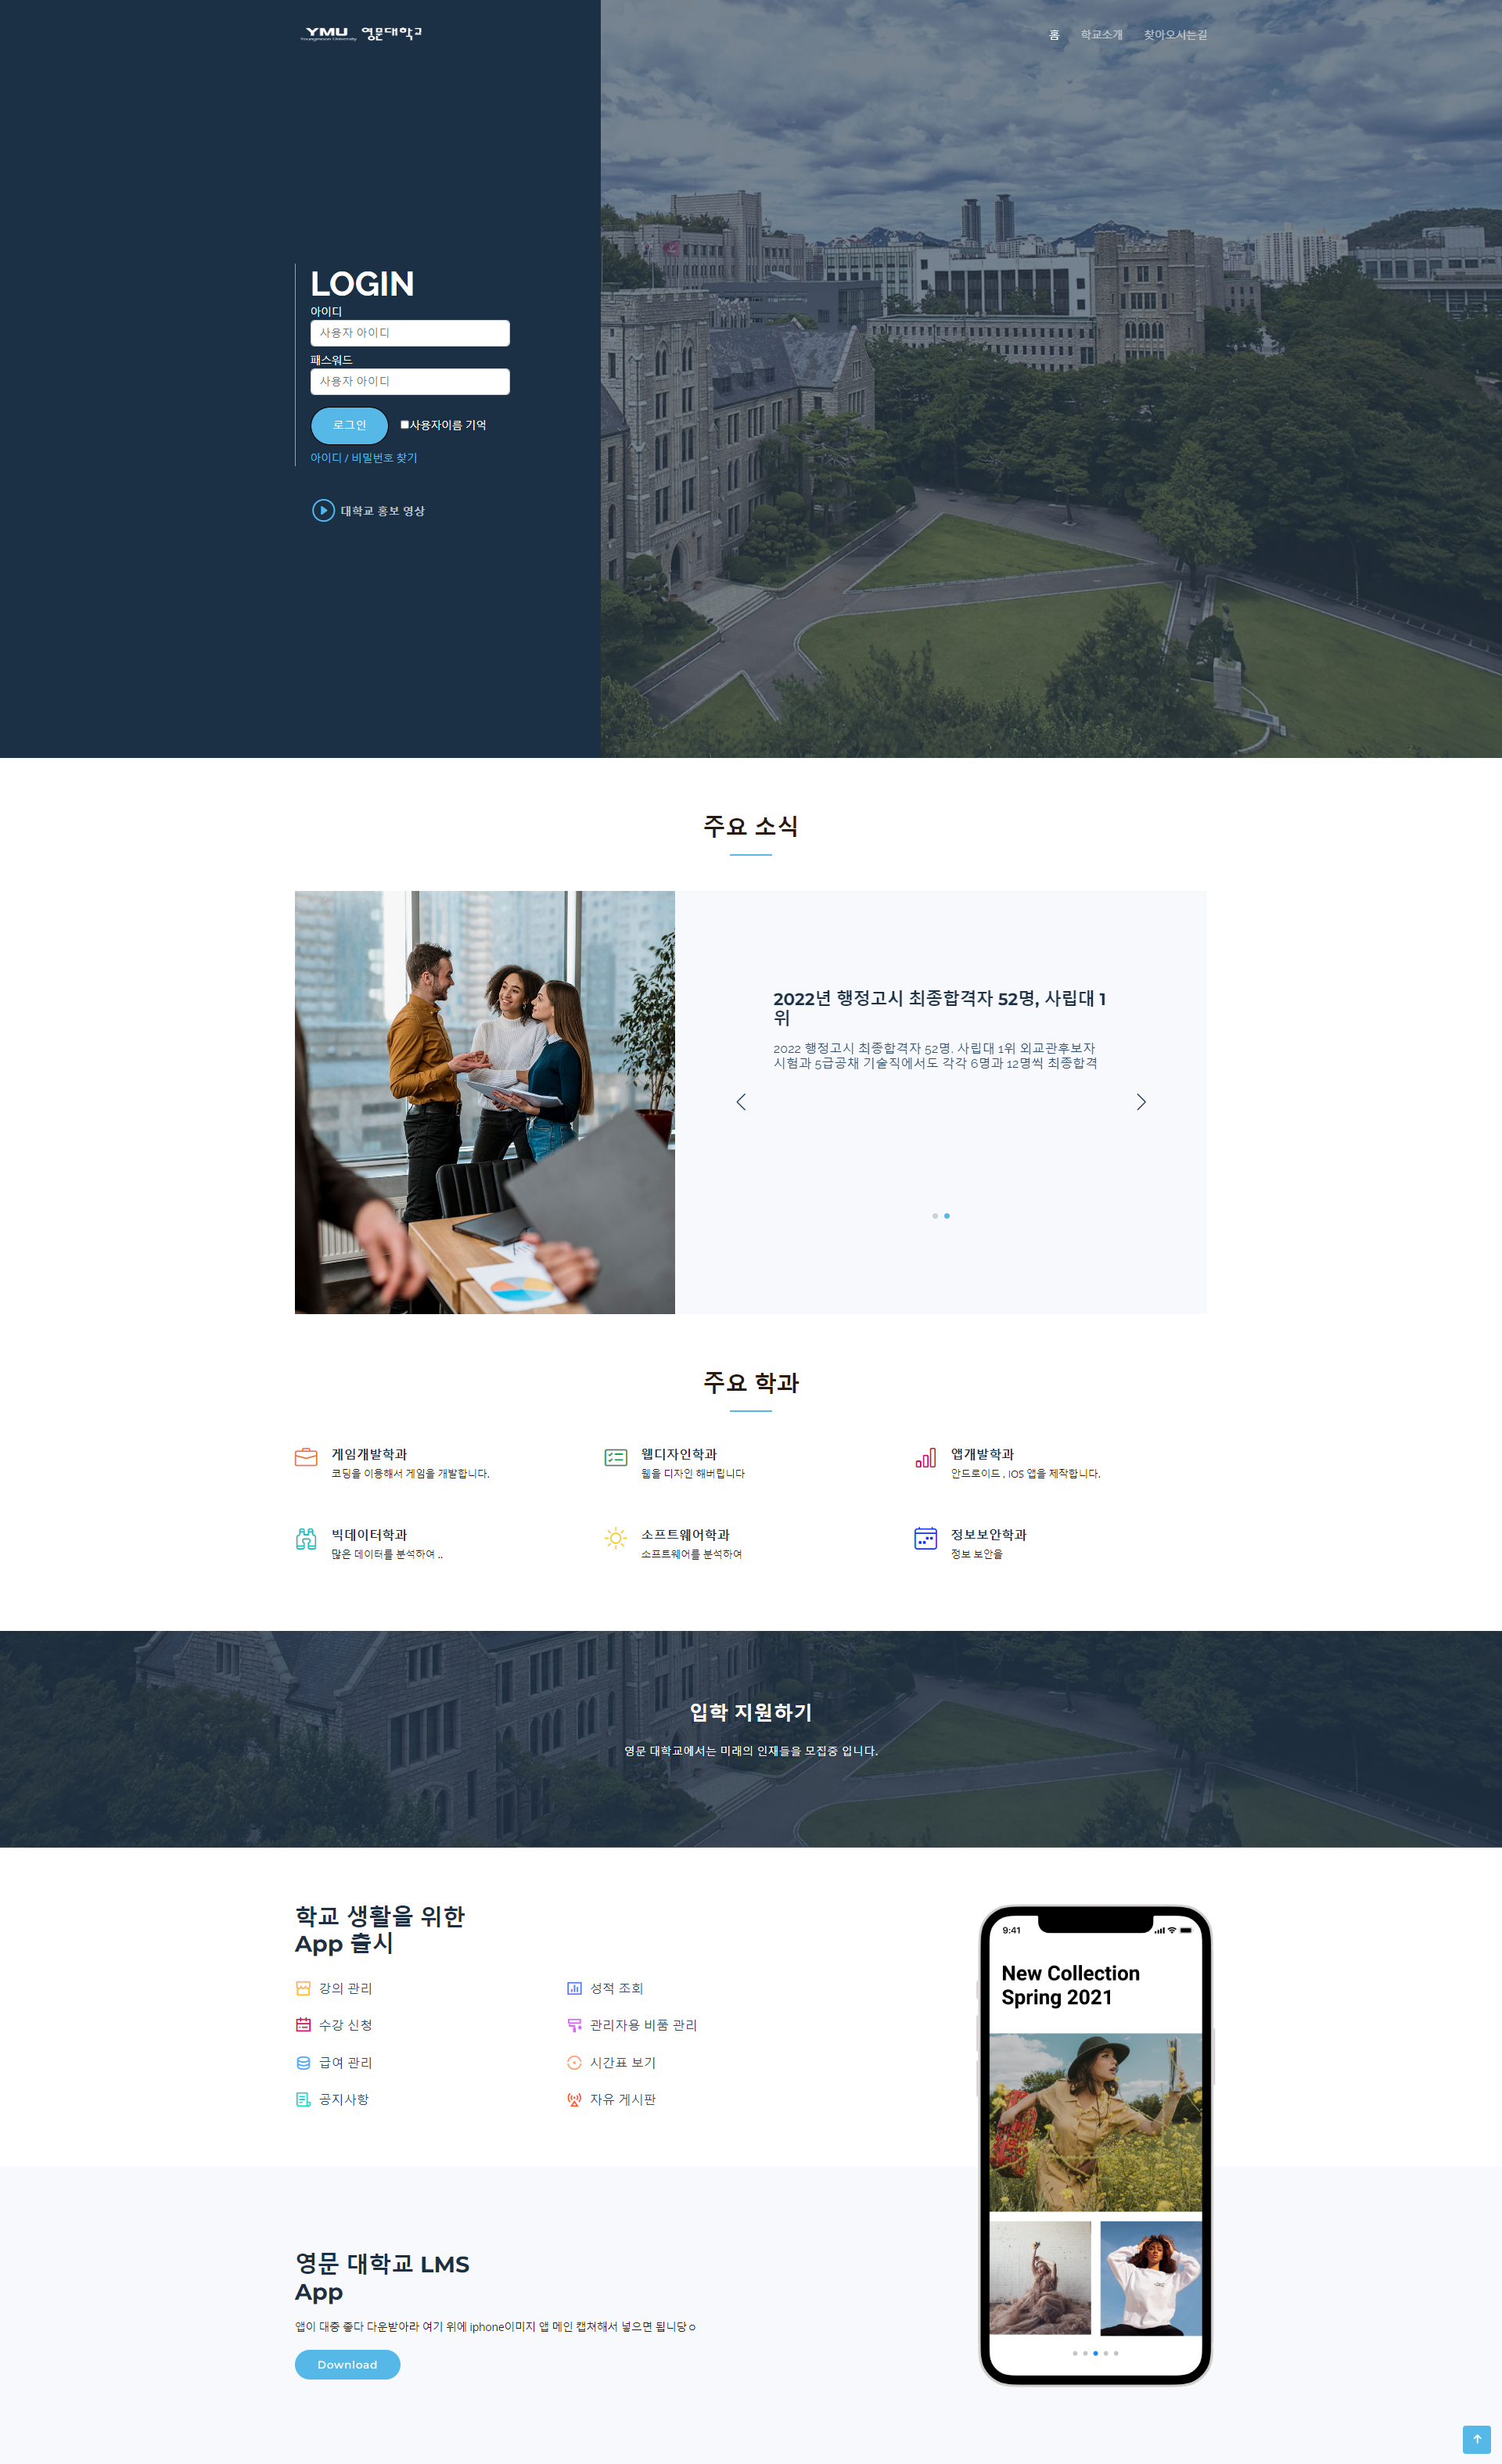 YMU 영문대학교
Youngmoon University
홈 학교소개 찾아오시는길
LOGIN
아이디
사용자 아이디
패스워드
사용자 아이디
로그인 사용자이름 기억
아이디 / 비밀번호 찾기
대학교 홍보 영상
주요 소식
2022년 행정고시 최종합격자 52명, 사립대 1
위
2022 행정고시 최종합격자 52명, 사립대 1위 외교관후보자
시험과 5급공채 기술직에서도 각각 6명과 12명씩 최종합격
주요 학과
게임개발학과
코딩을 이용해서 게임을 개발합니다.
웹디자인학과
웹을 디자인 해버립니다
앱개발학과
안드로이드 , IOS 앱을 제작합니다.
빅데이터학과
많은 데이터를 분석하여 ..
소프트웨어학과
소프트웨어를 분석하여
정보보안학과
정보 보안을
입학 지원하기
영문 대학교에서는 미래의 인재들을 모집중 입니다.
학교 생활을 위한
App 출시
강의 관리
성적 조회
수강 신청
관리자용 비품 관리
급여 관리
시간표 보기
공지사항
자유 게시판
9:41
New Collection
Spring 2021
영문 대학교 LMS
App
앱이 대중 좋다 다운받아라 여기 위에 iphone이미지 앱 메인 캡쳐해서 넣으면 됩니당ㅇ
Download